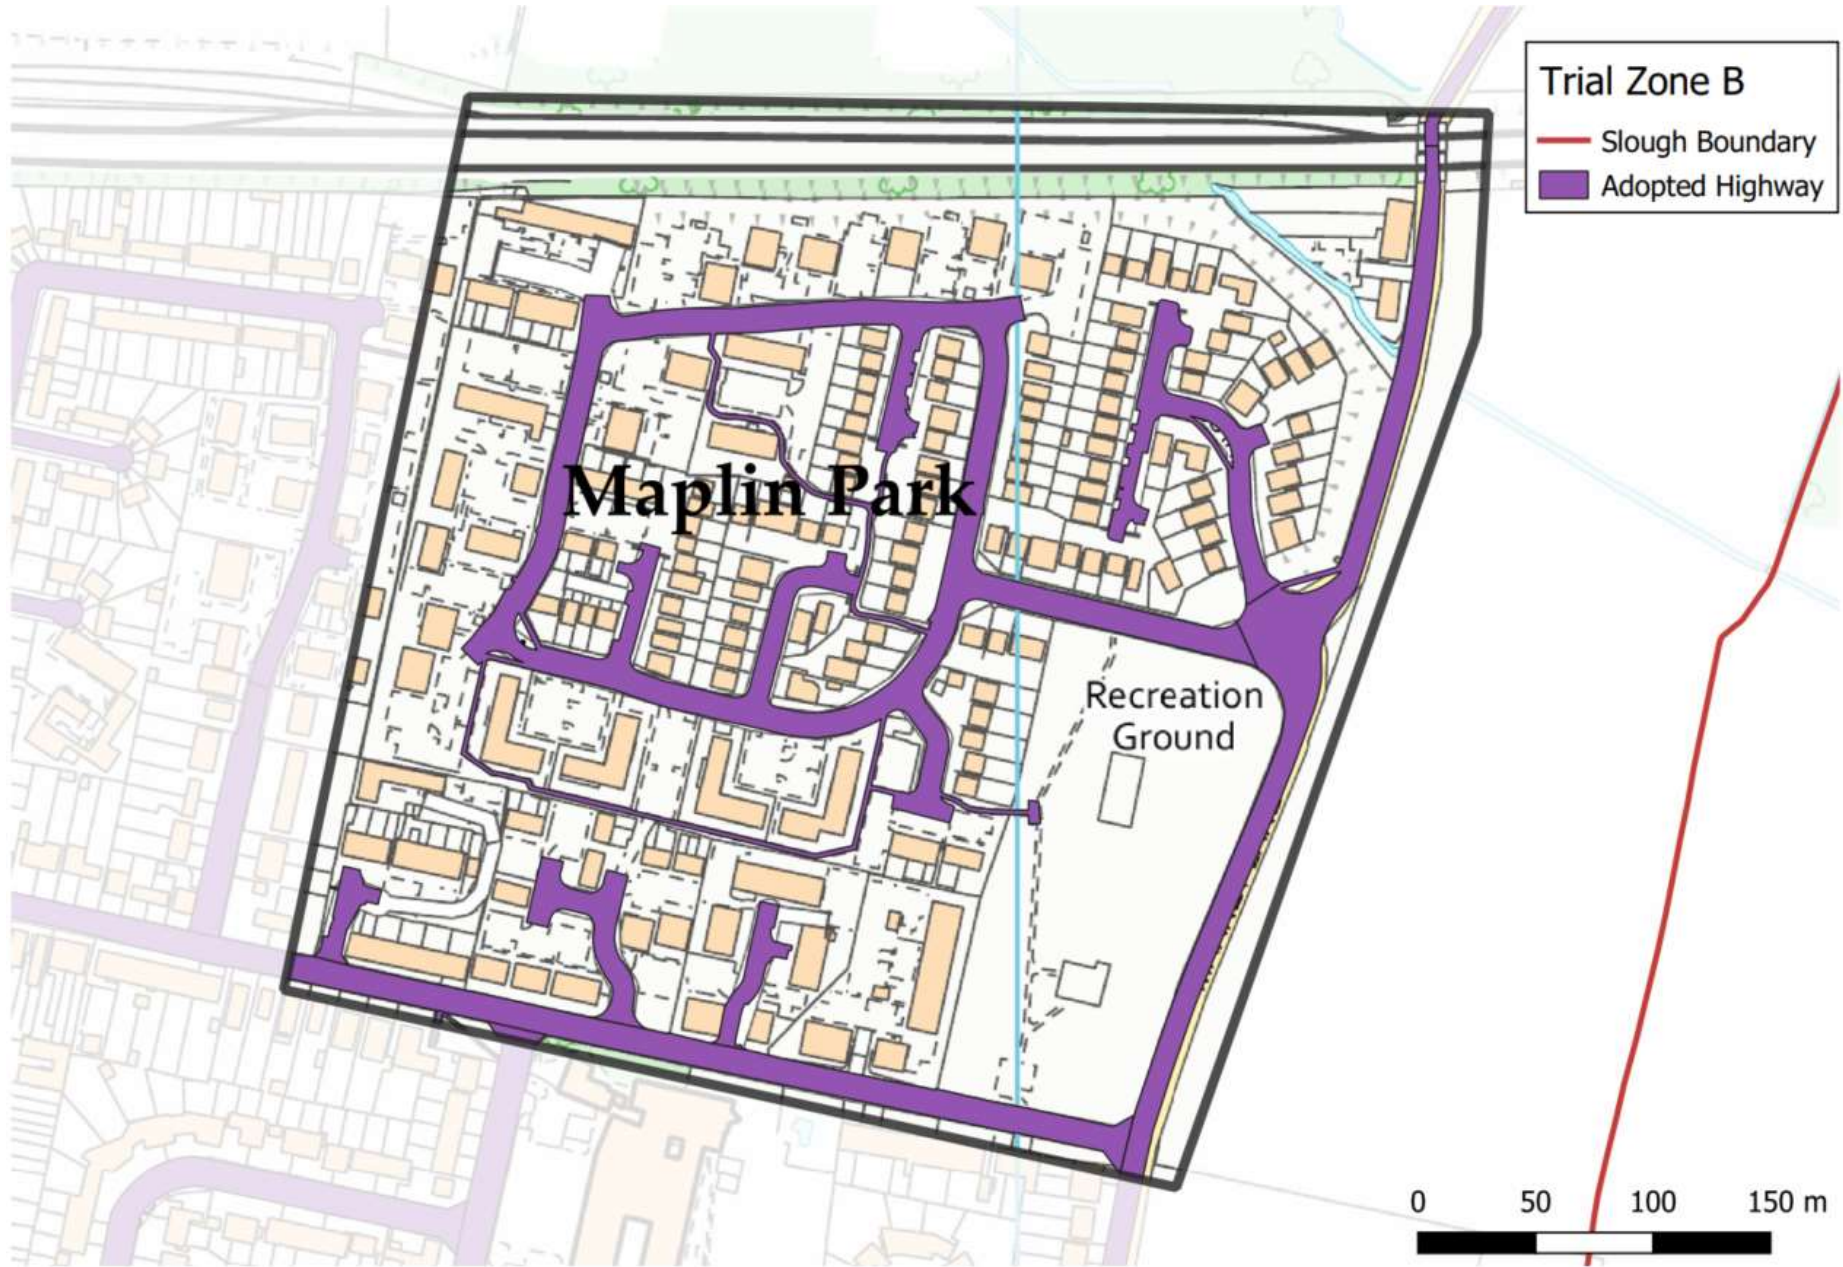 Trial Zone B
Slough Boundary
Adopted Highway
Maplin Park
Recreation
Ground
0 50 100 150 m